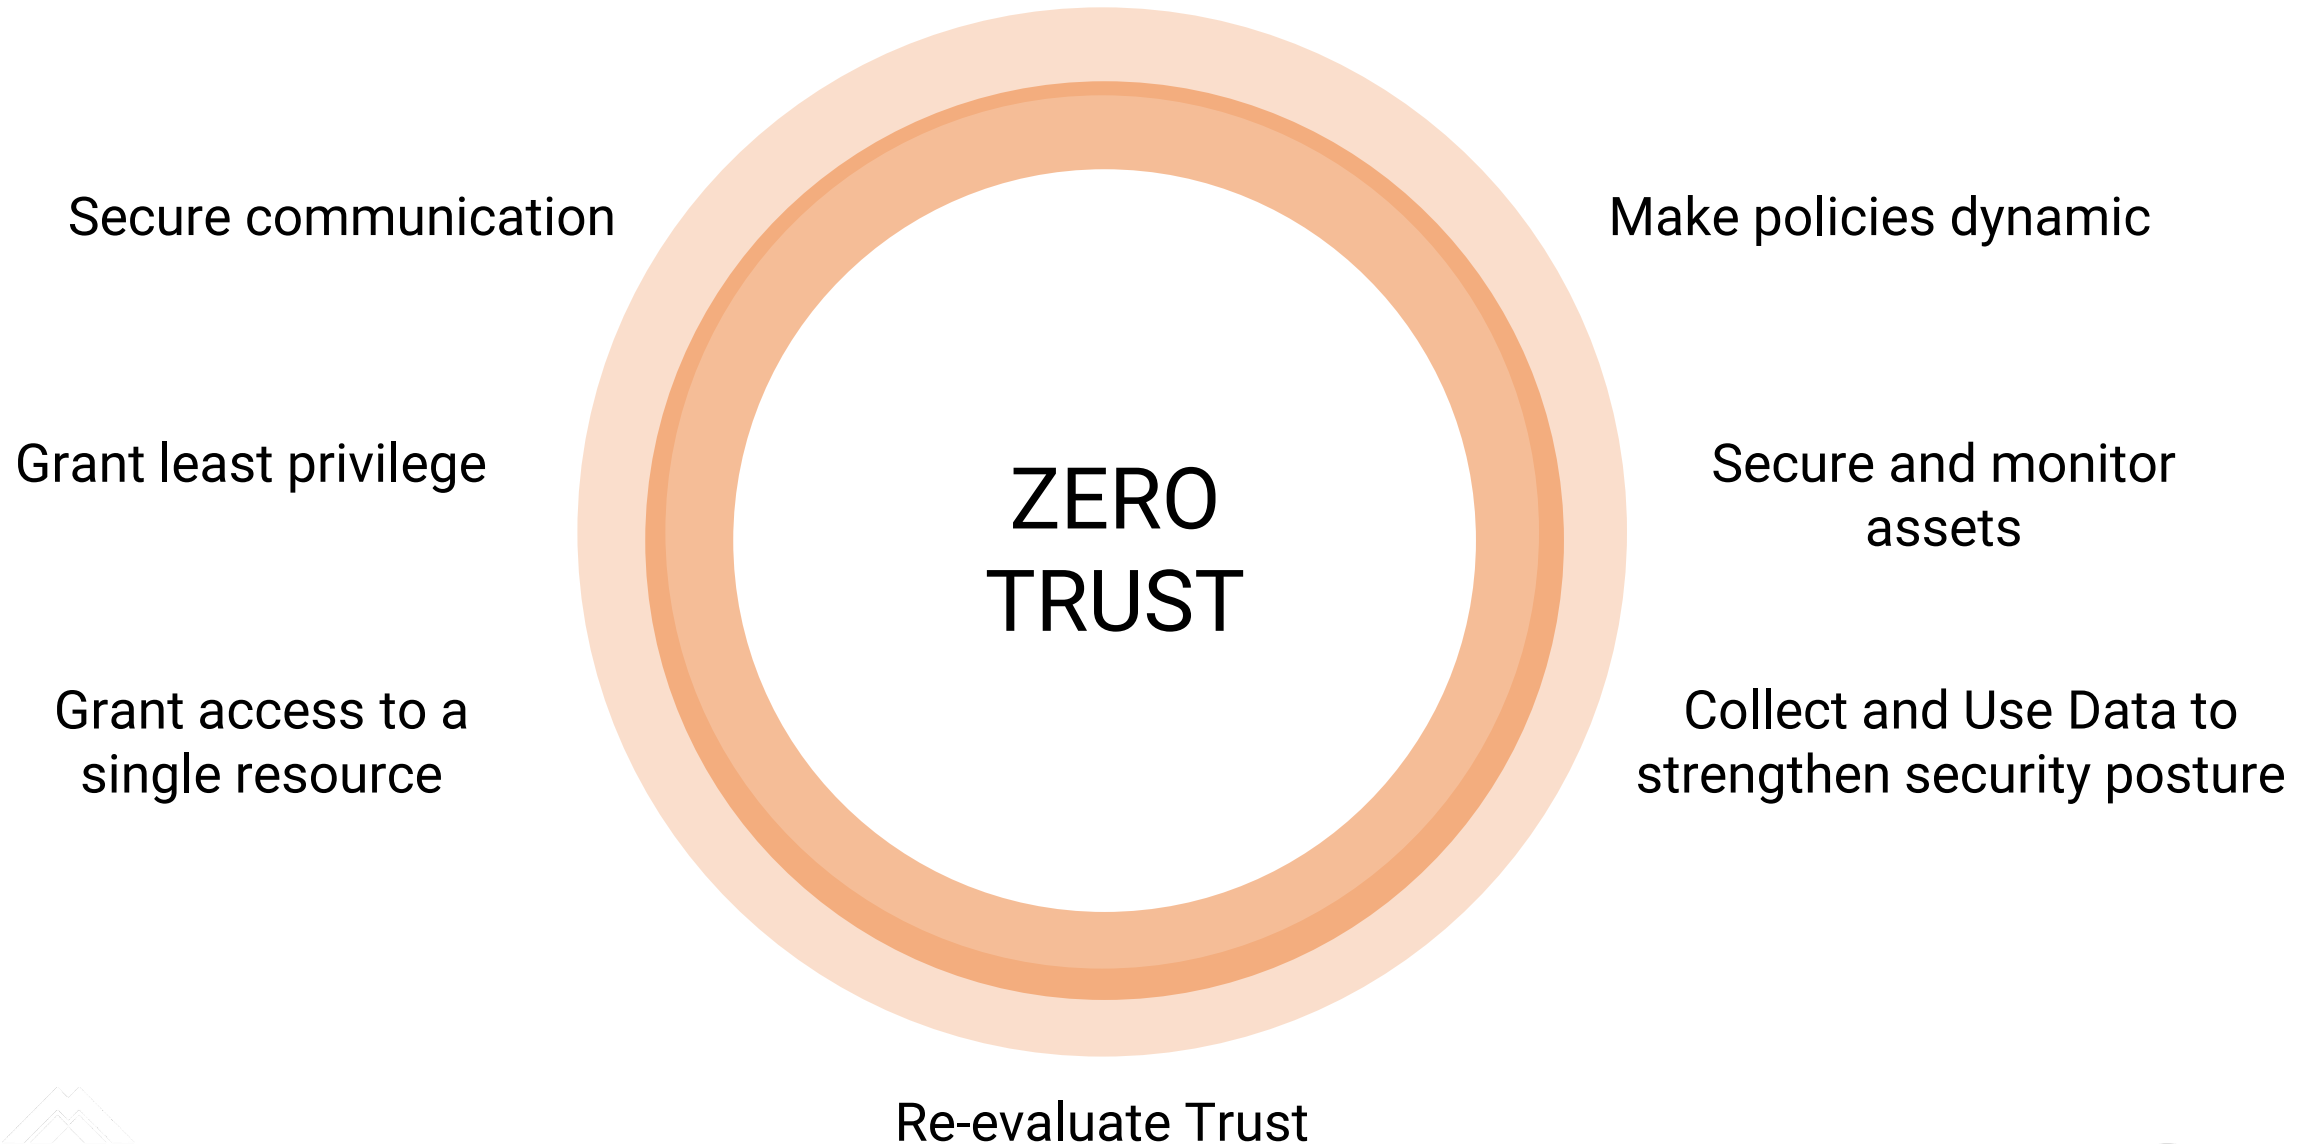 Secure communication
Grant least privilege
Grant access to a
single resource
ZERO
TRUST
Make policies dynamic
Secure and monitor
assets
Collect and Use Data to
strengthen security posture
Re-evaluate Trust